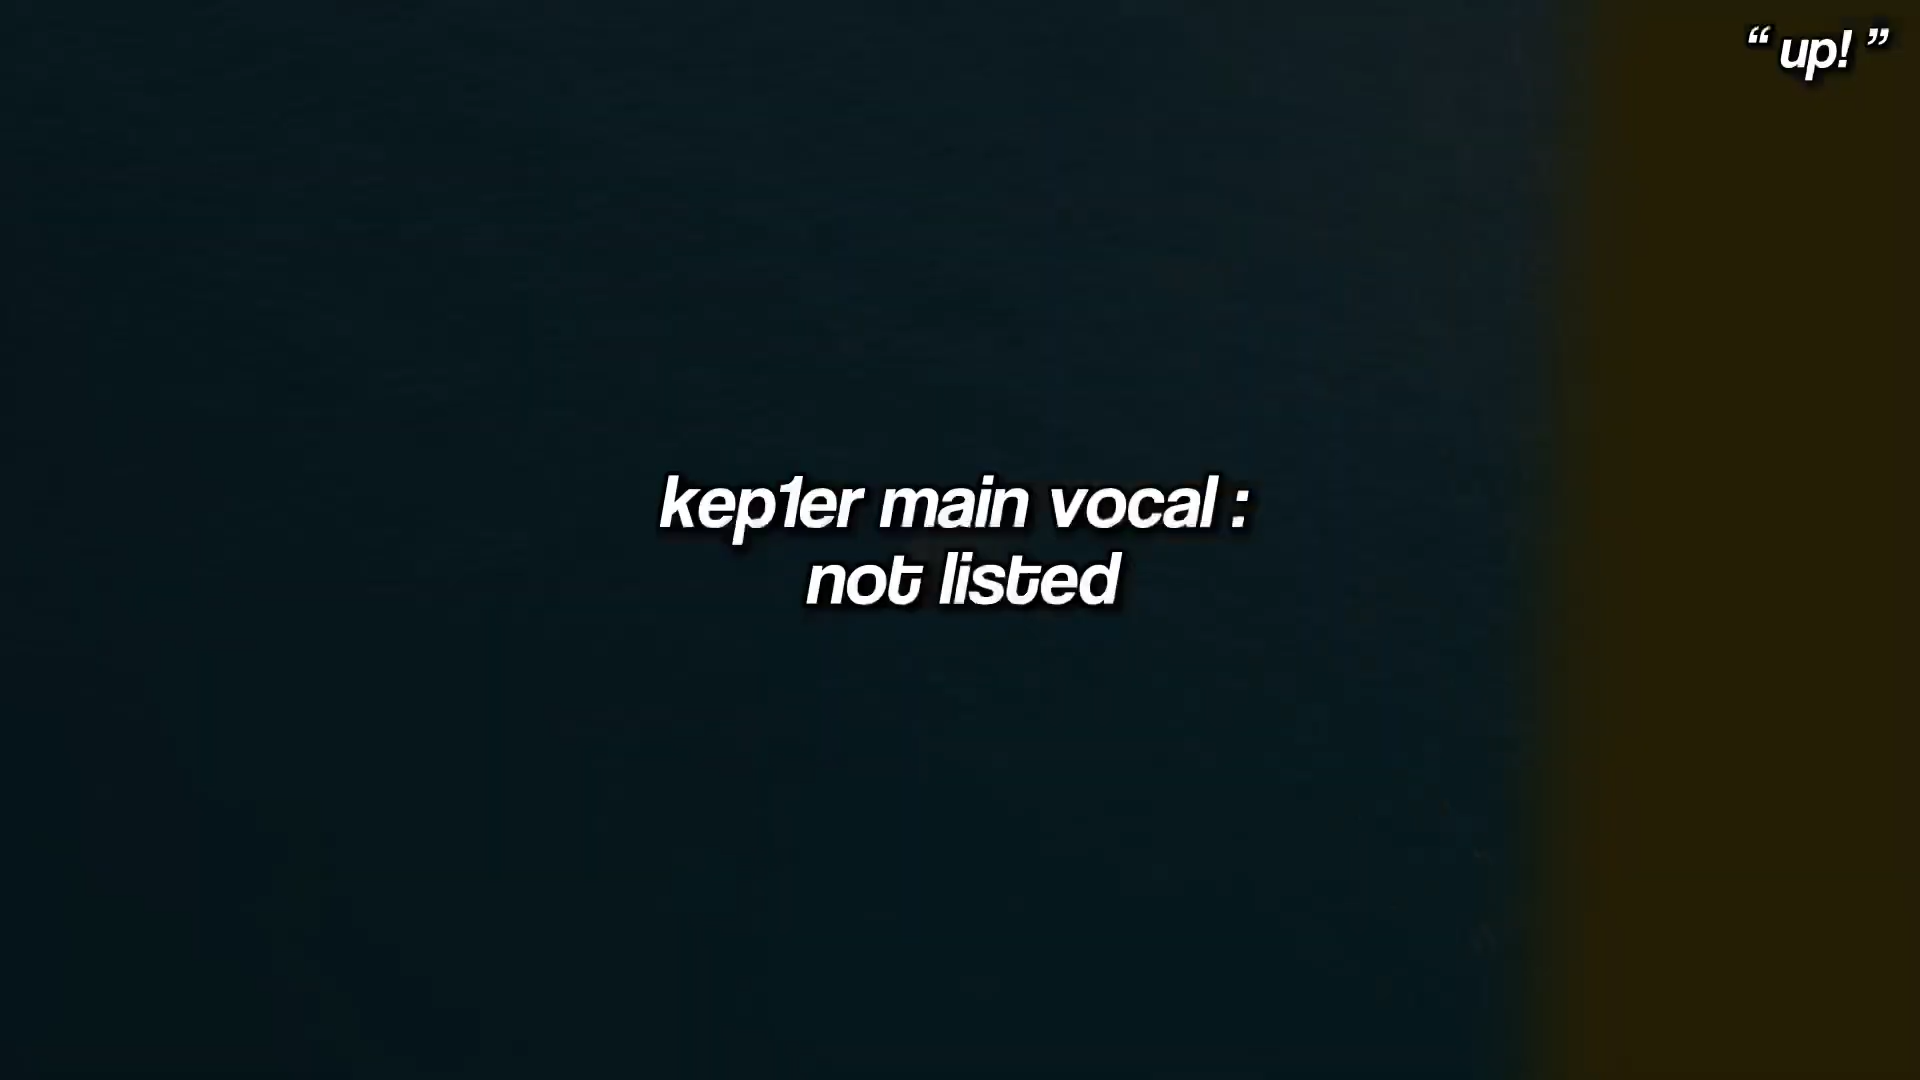 “ up! ”
kep1er main vocal :
not listed